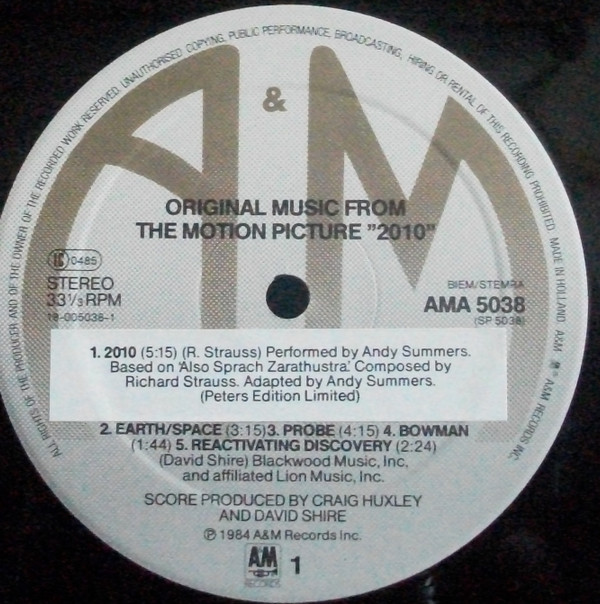 ALL RIGHTS OF THE PRODUCER AND OF THE OWNER OF THE RECORDED WORK RESERVED. UNAUTHORISED COPYING, PUBLIC PERFORMANCE, BROADCASTING, HIRING OR RENTAL OF THIS RECORDING PROHIBITED. MADE IN HOLLAND A&M ® A&M RECORDS INC.
A & M
ORIGINAL MUSIC FROM
THE MOTION PICTURE "2010"
LC 0485
STEREO
33⅓ RPM
19-005038-1
BIEM/STEMRA
AMA 5038
(SP 5038)
1. 2010 (5:15) (R. Strauss) Performed by Andy Summers.
Based on 'Also Sprach Zarathustra.' Composed by
Richard Strauss. Adapted by Andy Summers.
(Peters Edition Limited)
2. EARTH/SPACE (3:15) 3. PROBE (4:15) 4. BOWMAN
(1:44) 5. REACTIVATING DISCOVERY (2:24)
(David Shire) Blackwood Music, Inc.
and affiliated Lion Music, Inc.
SCORE PRODUCED BY CRAIG HUXLEY
AND DAVID SHIRE
℗ 1984 A&M Records Inc.
AM
RECORDS
1